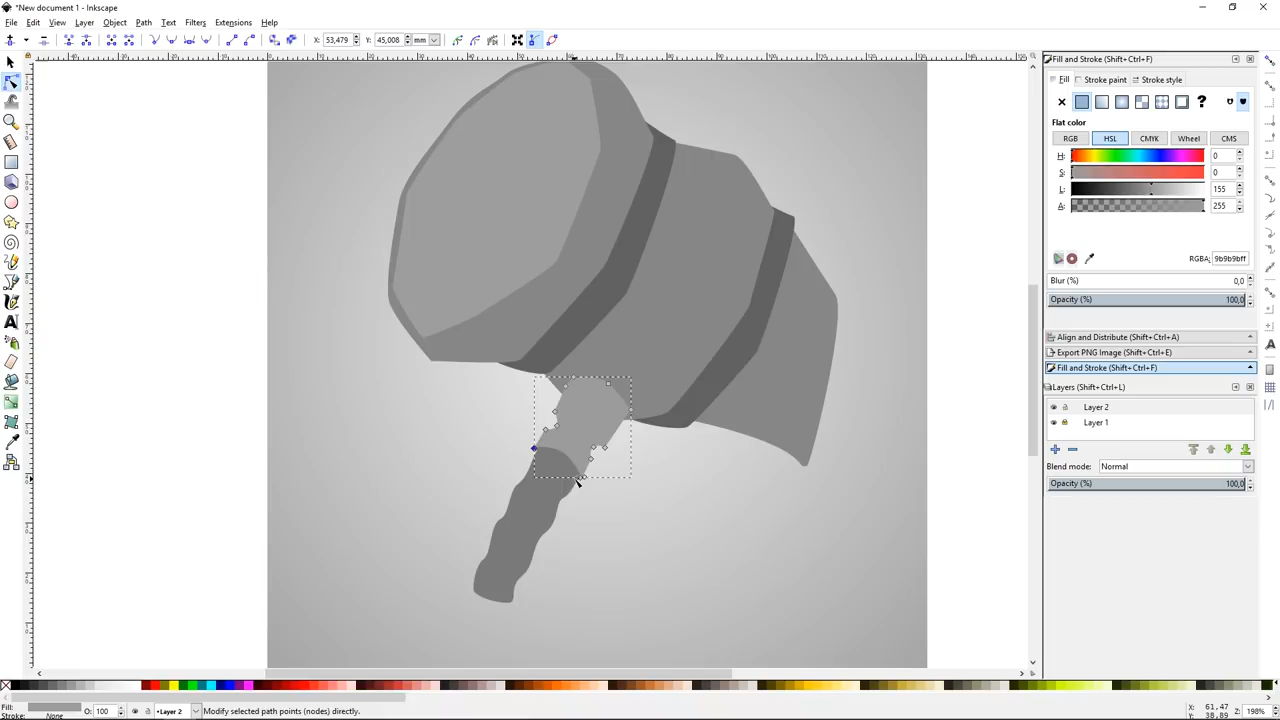 *New document 1 - Inkscape
File Edit View Layer Object Path Text Filters Extensions Help
X: 53,479 Y: 45,008 mm
Fill and Stroke (Shift+Ctrl+F)
Fill Stroke paint Stroke style
?
Flat color
RGB HSL CMYK Wheel CMS
H: 0
S: 0
L: 155
A: 255
RGBA: 9b9b9bff
Blur (%) 0,0
Opacity (%) 100,0
Align and Distribute (Shift+Ctrl+A)
Export PNG Image (Shift+Ctrl+E)
Fill and Stroke (Shift+Ctrl+F)
Layers (Shift+Ctrl+L)
Layer 2
Layer 1
Blend mode: Normal
Opacity (%) 100,0
Fill: O: 100 •Layer 2 Modify selected path points (nodes) directly. X: 61,47 Z: 198%
Stroke: None Y: 38,89